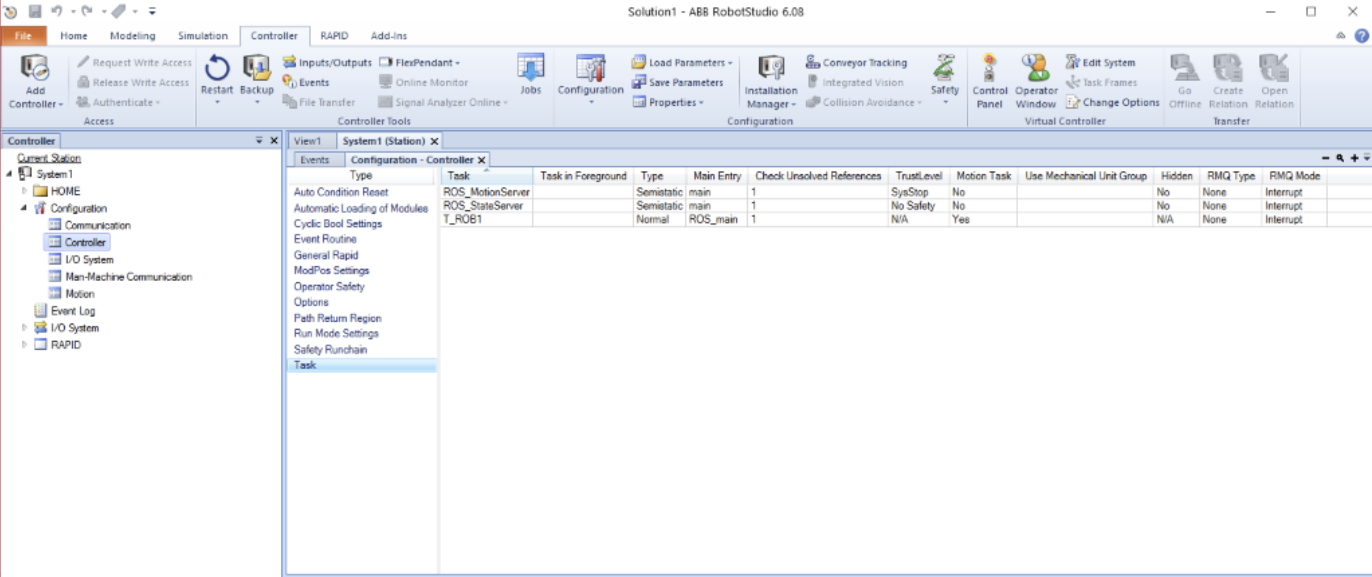 Solution1 - ABB RobotStudio 6.08
File Home Modeling Simulation Controller RAPID Add-Ins
Add Controller
Request Write Access
Release Write Access
Authenticate
Access
Restart Backup
Inputs/Outputs
Events
File Transfer
FlexPendant
Online Monitor
Signal Analyzer Online
Jobs
Controller Tools
Configuration
Load Parameters
Save Parameters
Properties
Installation Manager
Conveyor Tracking
Integrated Vision
Collision Avoidance
Safety
Configuration
Control Panel
Operator Window
Edit System
Task Frames
Change Options
Virtual Controller
Go Offline
Create Relation
Open Relation
Transfer
Controller
Current Station
System1
HOME
Configuration
Communication
Controller
I/O System
Man-Machine Communication
Motion
Event Log
I/O System
RAPID
View1 System1 (Station)
Events Configuration - Controller
Type
Auto Condition Reset
Automatic Loading of Modules
Cyclic Bool Settings
Event Routine
General Rapid
ModPos Settings
Operator Safety
Options
Path Return Region
Run Mode Settings
Safety Runchain
Task
Task Task in Foreground Type Main Entry Check Unsolved References TrustLevel Motion Task Use Mechanical Unit Group Hidden RMQ Type RMQ Mode
ROS_MotionServer Semistatic main 1 SysStop No No None Interrupt
ROS_StateServer Semistatic main 1 No Safety No No None Interrupt
T_ROB1 Normal ROS_main 1 N/A Yes N/A None Interrupt